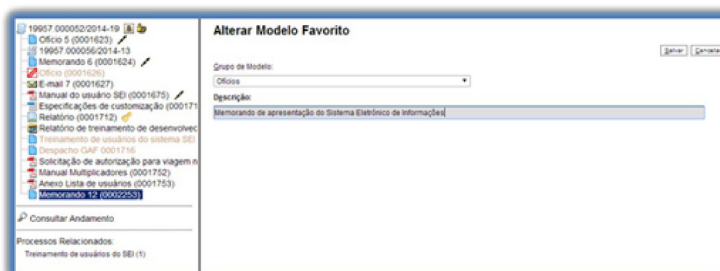 19957.000052/2014-19
Ofício 5 (0001623)
19957.000056/2014-13
Memorando 6 (0001624)
Ofício (0001626)
E-mail 7 (0001627)
Manual do usuário SEI (0001675)
Especificações de customização (000171
Relatório (0001712)
Relatório de treinamento de desenvolvec
Treinamento de usuários do sistema SEI
Despacho GAF 0001716
Solicitação de autorização para viagem n
Manual Multiplicadores (0001752)
Anexo Lista de usuários (0001753)
Memorando 12 (0002253)
Consultar Andamento
Processos Relacionados:
Treinamento de usuários do SEI (1)
Alterar Modelo Favorito
Salvar Cancela
Grupo de Modelo:
Ofícios
Descrição:
Memorando de apresentação do Sistema Eletrônico de Informações